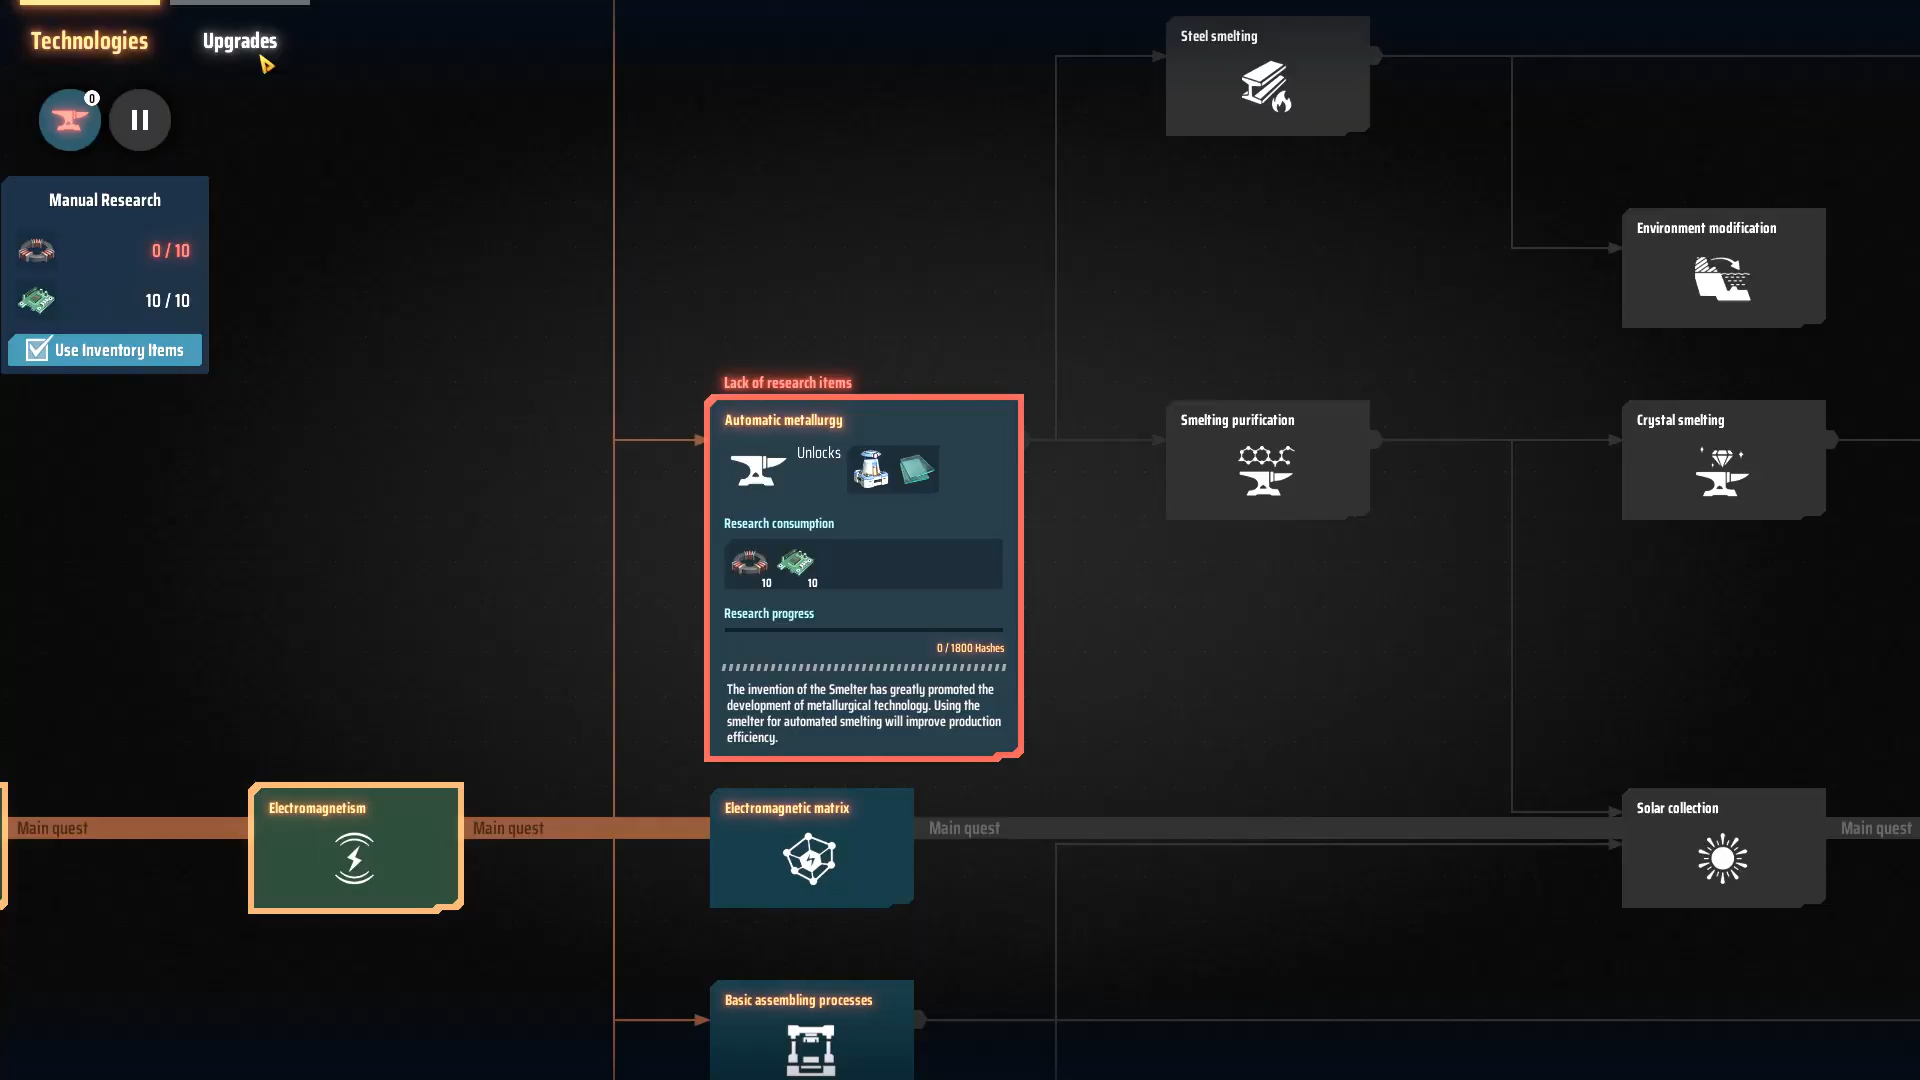 Technologies
Upgrades
0
Manual Research
0 / 10
10 / 10
Use Inventory Items
Steel smelting
Environment modification
Lack of research items
Automatic metallurgy
Unlocks
Research consumption
10 10
Research progress
0 / 1800 Hashes
The invention of the Smelter has greatly promoted the
development of metallurgical technology. Using the
smelter for automated smelting will improve production
efficiency.
Smelting purification
Crystal smelting
Main quest
Electromagnetism
Main quest
Electromagnetic matrix
Main quest
Solar collection
Main quest
Basic assembling processes